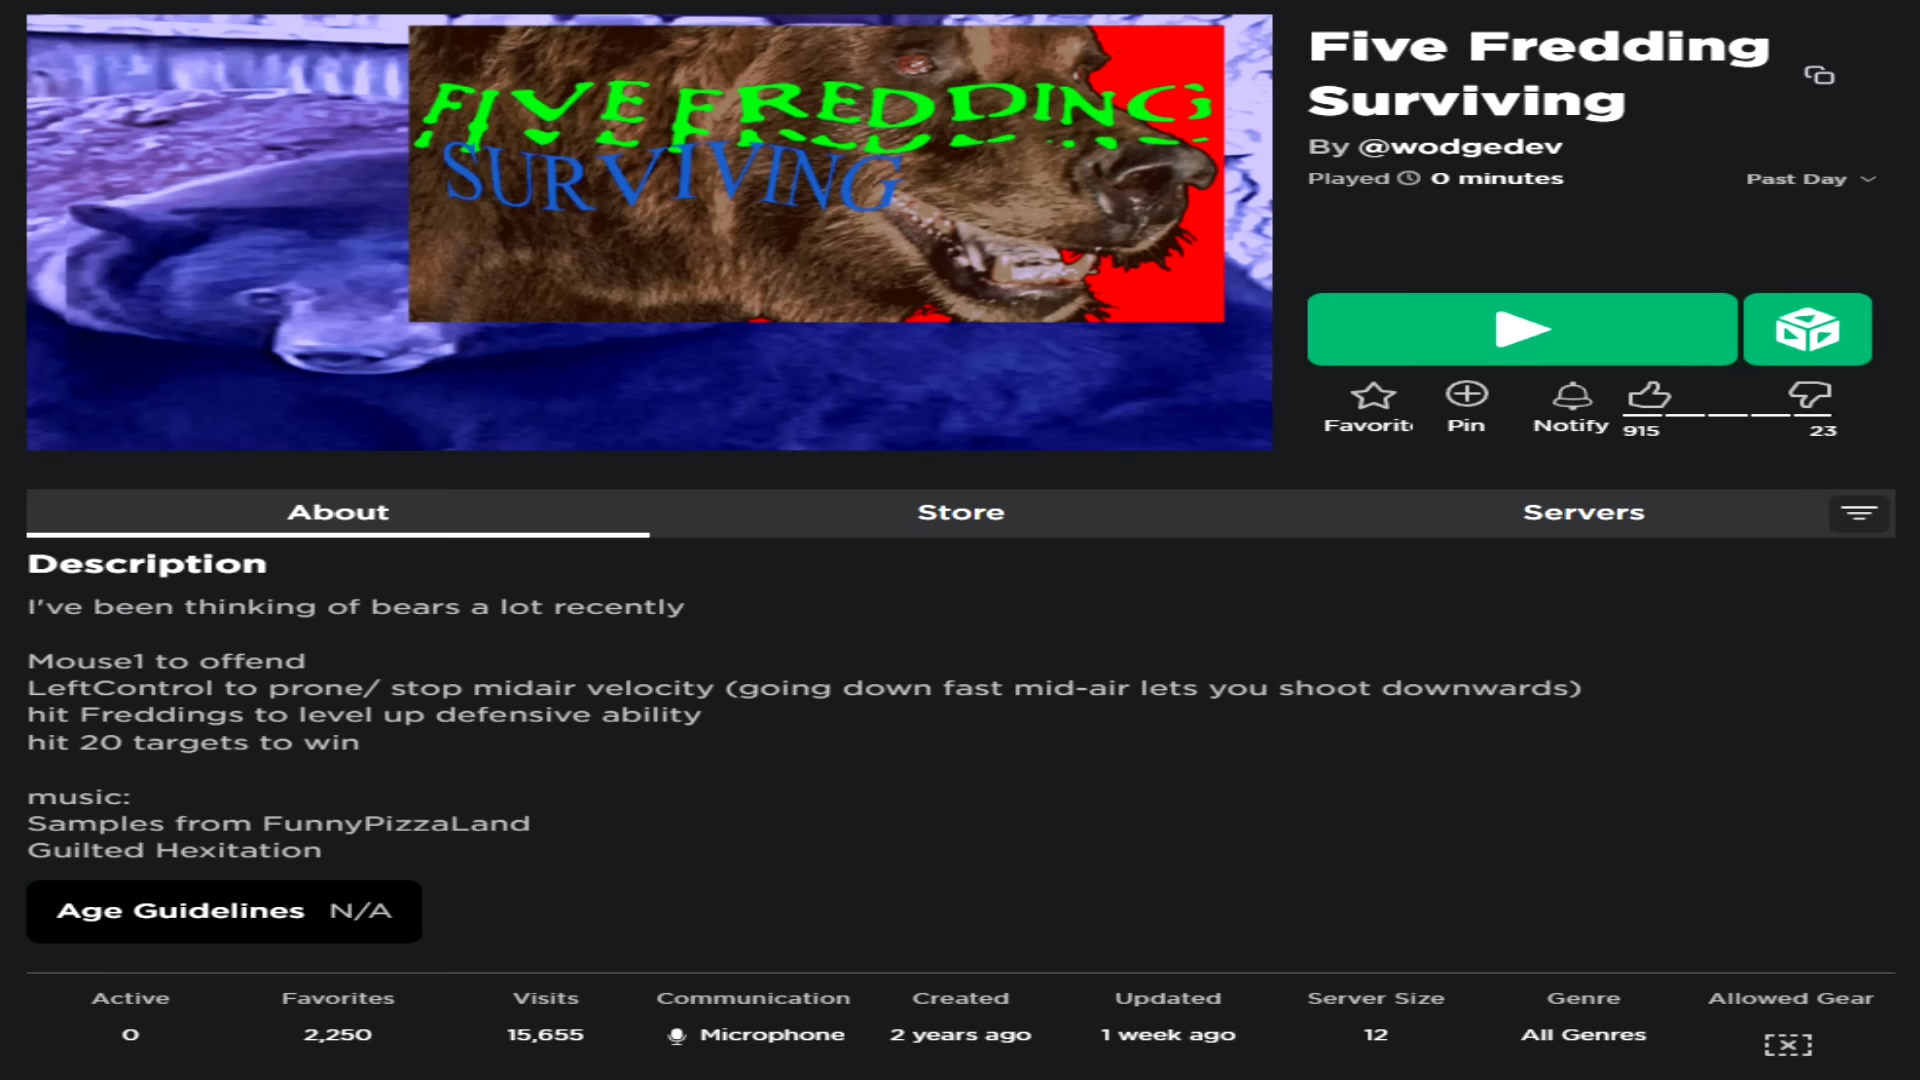 FIVE FREDDING
SURVIVING
Five Fredding
Surviving
By @wodgedev
Played 0 minutes
Past Day
Favorit
Pin
Notify
915
23
About
Store
Servers
Description
I've been thinking of bears a lot recently
Mouse1 to offend
LeftControl to prone/ stop midair velocity (going down fast mid-air lets you shoot downwards)
hit Freddings to level up defensive ability
hit 20 targets to win
music:
Samples from FunnyPizzaLand
Guilted Hexitation
Age Guidelines N/A
Active Favorites Visits Communication Created Updated Server Size Genre Allowed Gear
0 2,250 15,655 Microphone 2 years ago 1 week ago 12 All Genres